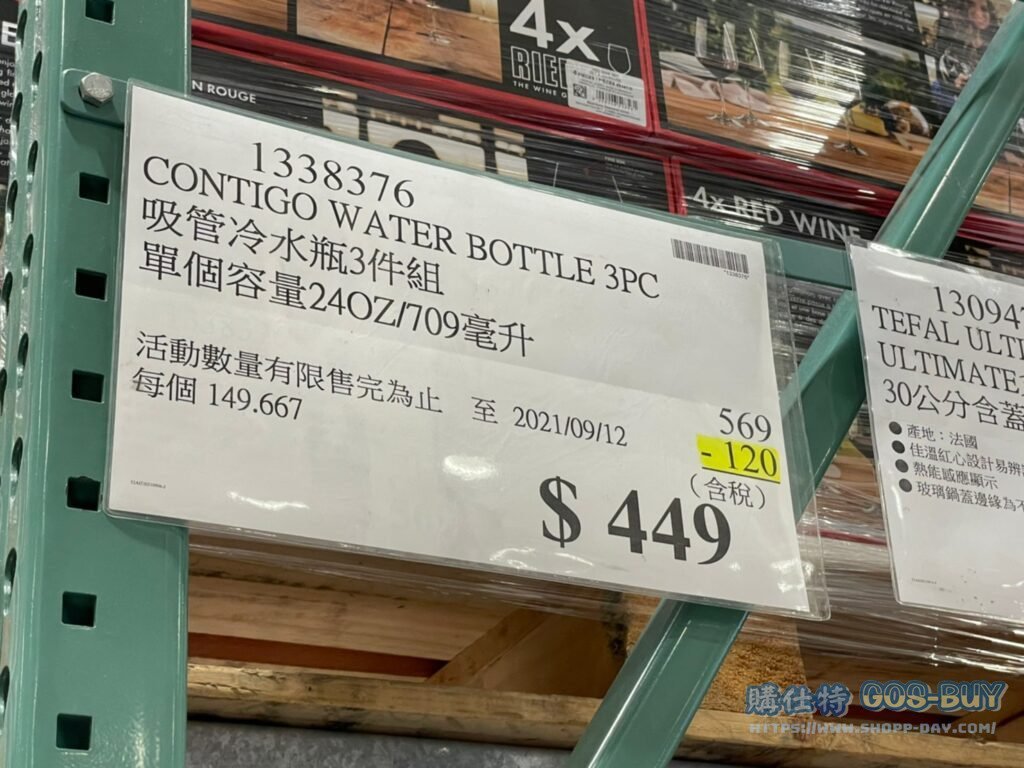 4x
RIE
THE WINE G
N ROUGE
4x RED WINE
1338376
CONTIGO WATER BOTTLE 3PC
吸管冷水瓶3件組
單個容量24OZ/709毫升
活動數量有限售完為止 至 2021/09/12
每個 149.667
569
- 120
(含稅)
$ 449
13094
TEFAL ULTI
ULTIMATE
30公分含蓋
● 產地:法國
● 佳溫紅心設計易辨
● 熱能感應顯示
● 玻璃鍋蓋邊緣為不
購仕特 GOS-BUY
HTTPS://WWW.SHOPP-DAY.COM/